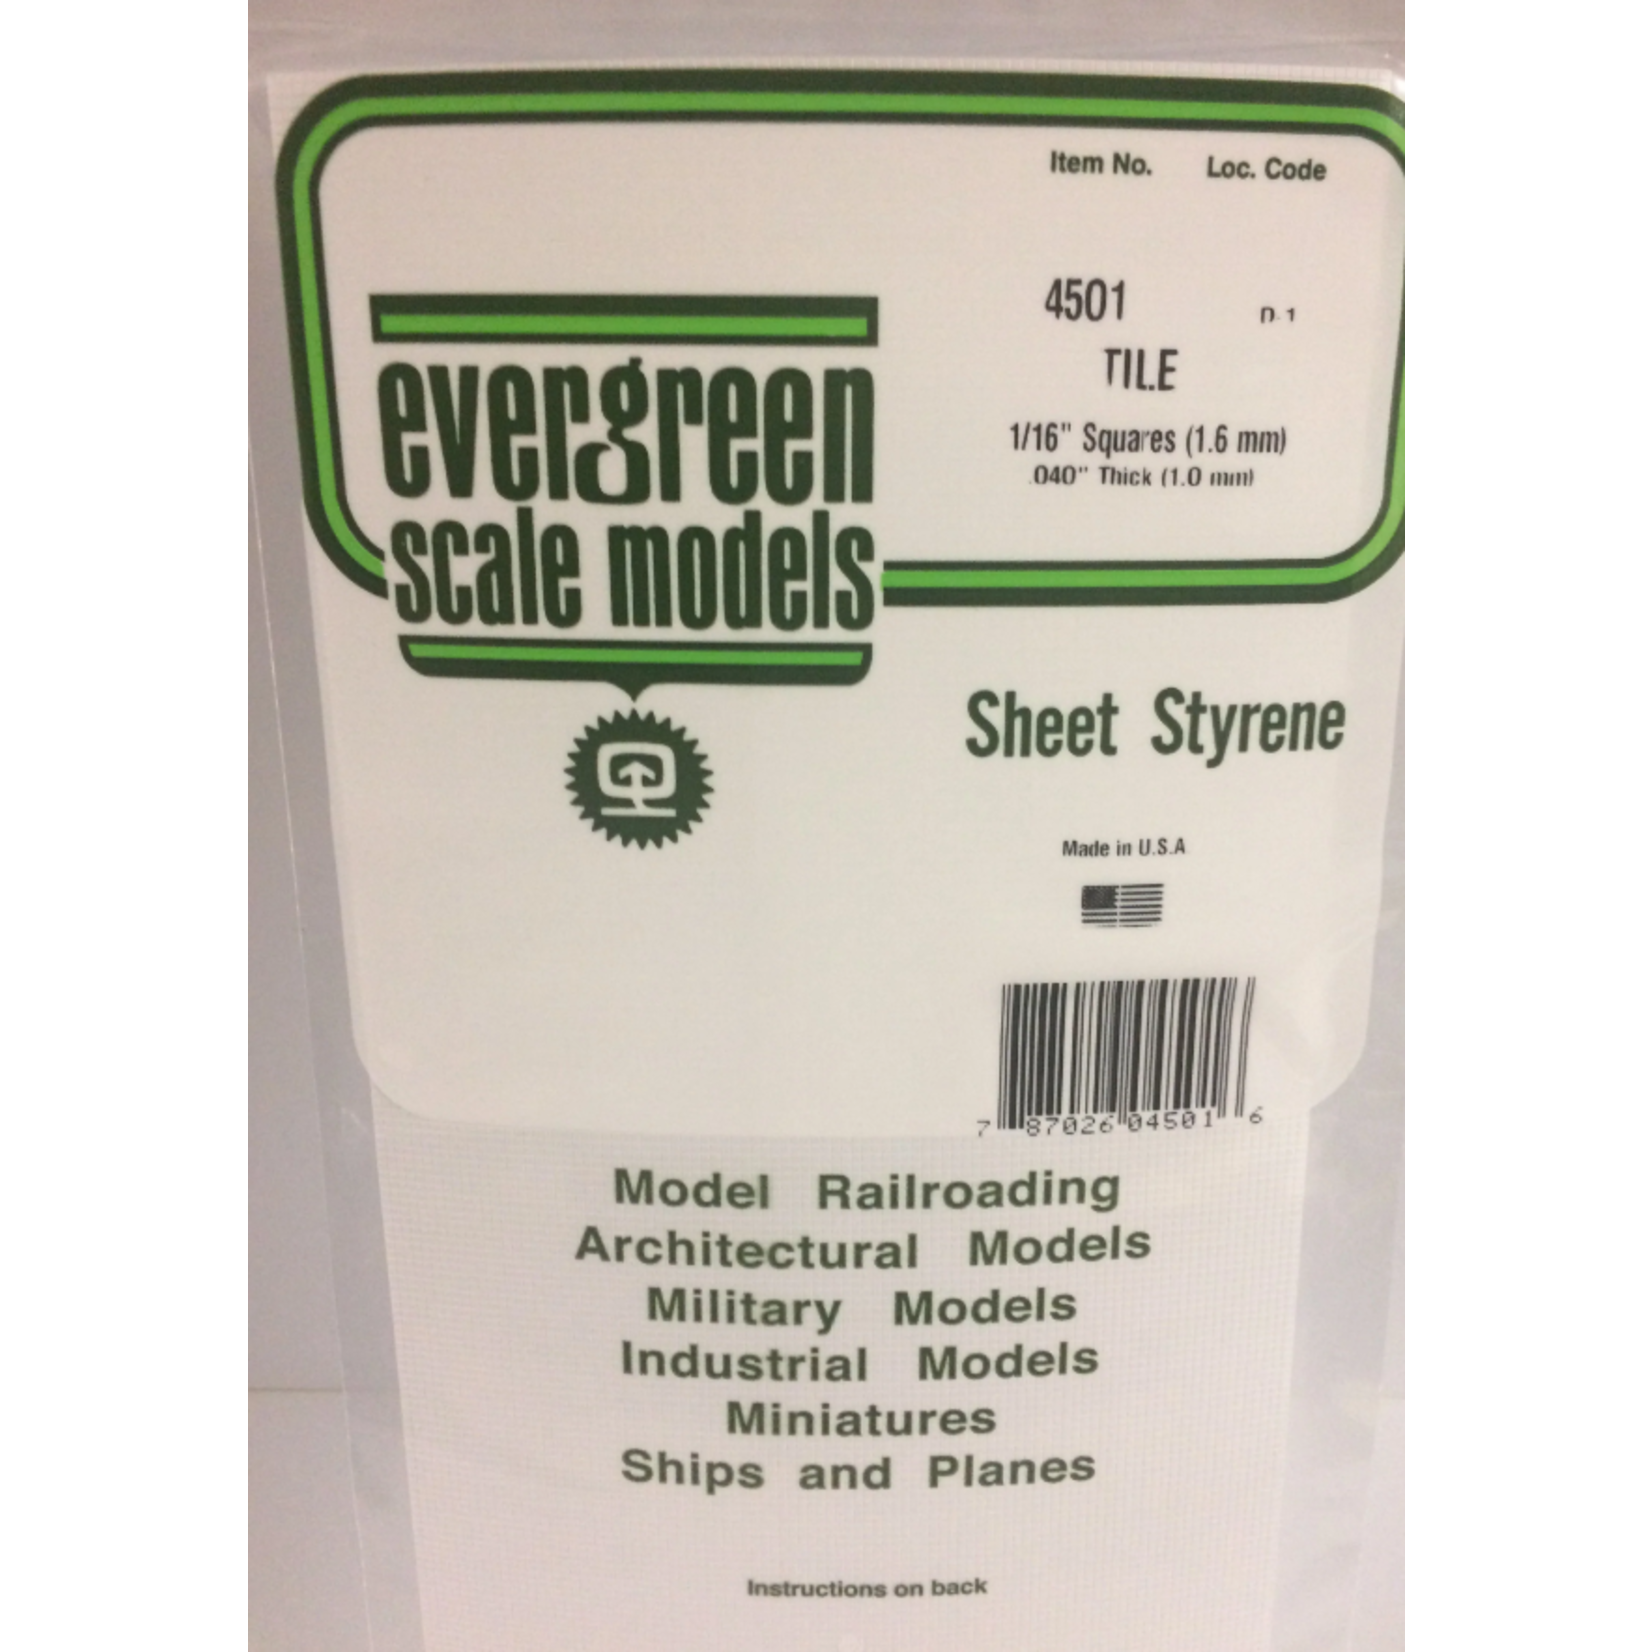 Item No. Loc. Code
4501 D-1
TILE
1/16" Squares (1.6 mm)
.040" Thick (1.0 mm)
evergreen
scale models
Sheet Styrene
Made in U.S.A
7 87026 04501 6
Model Railroading
Architectural Models
Military Models
Industrial Models
Miniatures
Ships and Planes
Instructions on back